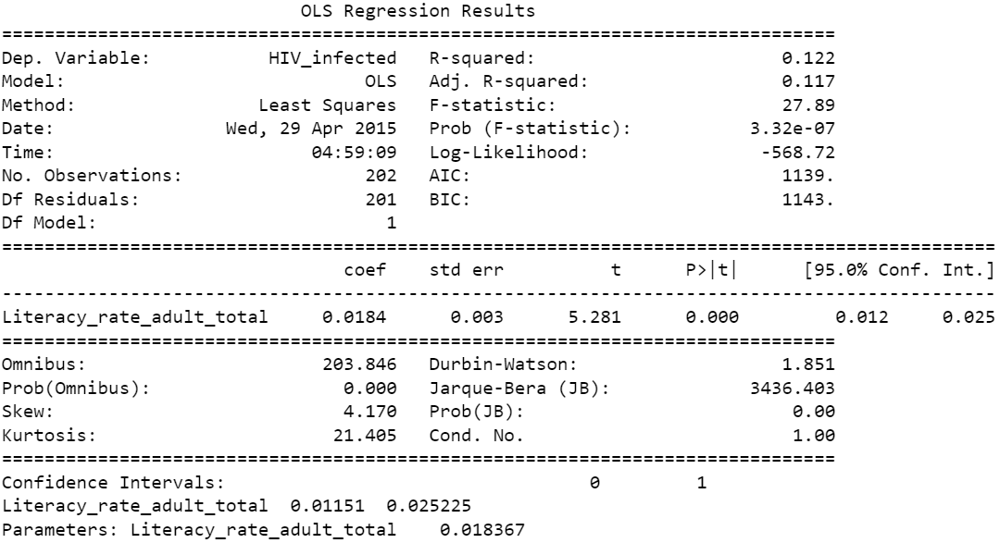 OLS Regression Results
==============================================================================
Dep. Variable: HIV_infected R-squared: 0.122
Model: OLS Adj. R-squared: 0.117
Method: Least Squares F-statistic: 27.89
Date: Wed, 29 Apr 2015 Prob (F-statistic): 3.32e-07
Time: 04:59:09 Log-Likelihood: -568.72
No. Observations: 202 AIC: 1139.
Df Residuals: 201 BIC: 1143.
Df Model: 1
=============================================================================================
coef std err t P>|t| [95.0% Conf. Int.]
---------------------------------------------------------------------------------------------
Literacy_rate_adult_total 0.0184 0.003 5.281 0.000 0.012 0.025
==============================================================================
Omnibus: 203.846 Durbin-Watson: 1.851
Prob(Omnibus): 0.000 Jarque-Bera (JB): 3436.403
Skew: 4.170 Prob(JB): 0.00
Kurtosis: 21.405 Cond. No. 1.00
==============================================================================
Confidence Intervals: 0 1
Literacy_rate_adult_total 0.01151 0.025225
Parameters: Literacy_rate_adult_total 0.018367